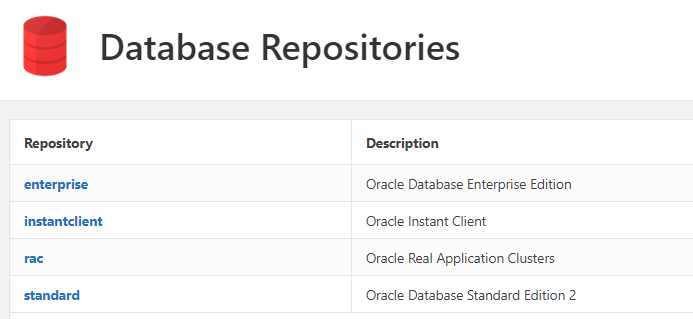 Database Repositories
Repository Description
enterprise Oracle Database Enterprise Edition
instantclient Oracle Instant Client
rac Oracle Real Application Clusters
standard Oracle Database Standard Edition 2